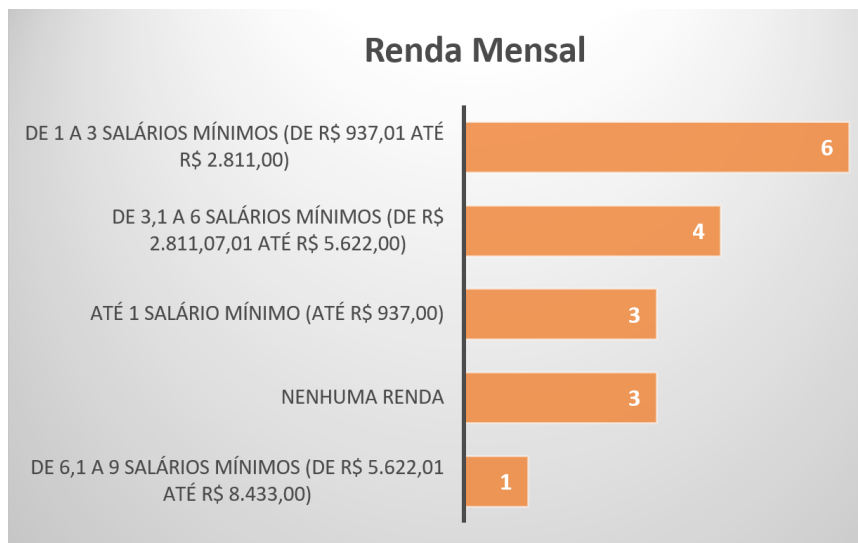 Renda Mensal
DE 1 A 3 SALÁRIOS MÍNIMOS (DE R$ 937,01 ATÉ
R$ 2.811,00)
6
DE 3,1 A 6 SALÁRIOS MÍNIMOS (DE R$
2.811,07,01 ATÉ R$ 5.622,00)
4
ATÉ 1 SALÁRIO MÍNIMO (ATÉ R$ 937,00)
3
NENHUMA RENDA
3
DE 6,1 A 9 SALÁRIOS MÍNIMOS (DE R$ 5.622,01
ATÉ R$ 8.433,00)
1